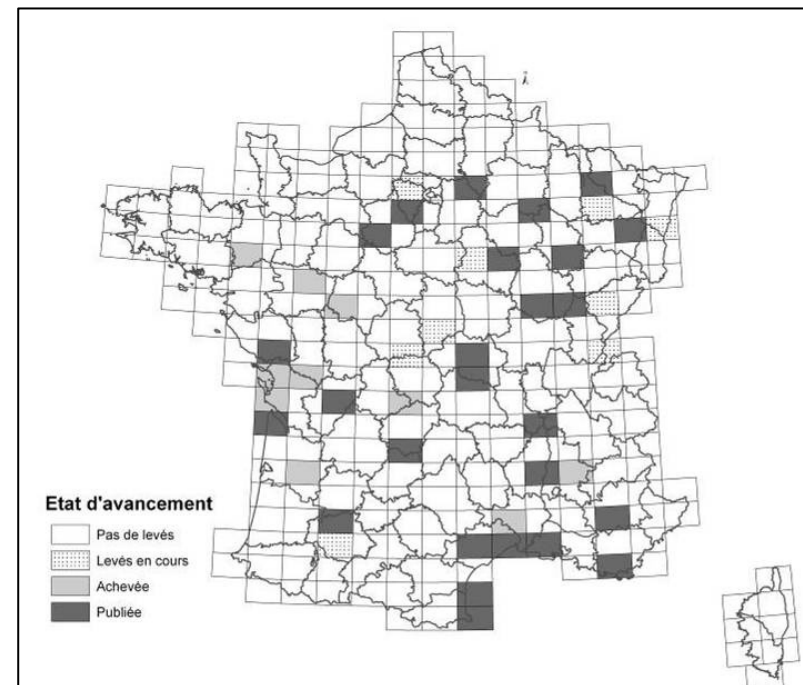 Etat d'avancement
Pas de levés
Levés en cours
Achevée
Publiée